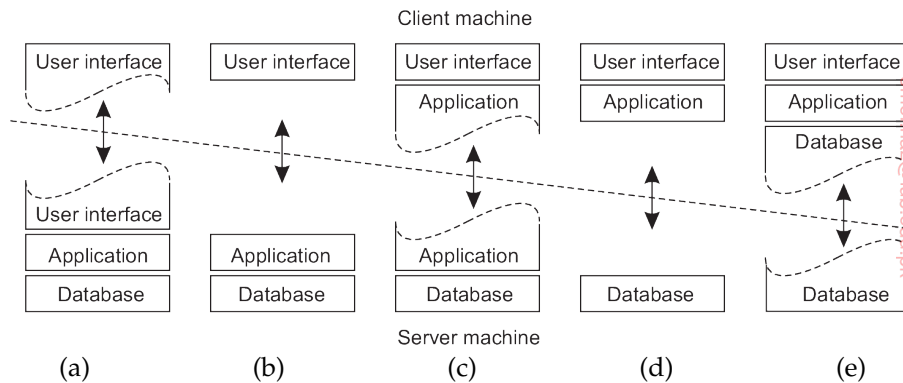 Client machine
User interface User interface User interface User interface User interface
Application Application Application
Database
User interface
Application Application Application
Database Database Database Database Database
Server machine
(a) (b) (c) (d) (e)